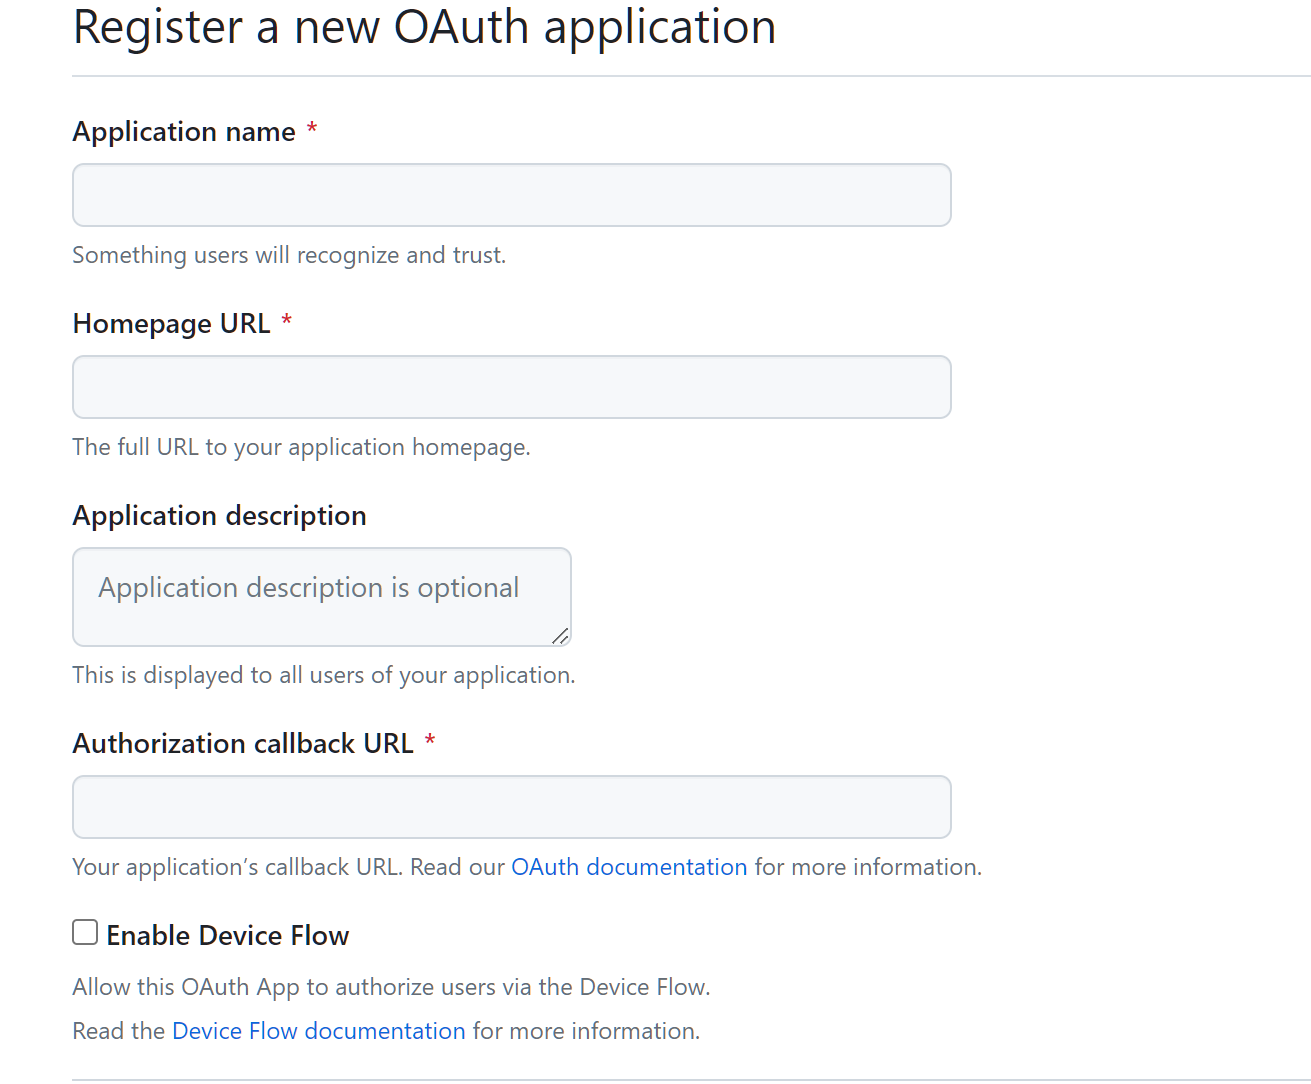 Register a new OAuth application
Application name *
Something users will recognize and trust.
Homepage URL *
The full URL to your application homepage.
Application description
Application description is optional
This is displayed to all users of your application.
Authorization callback URL *
Your application’s callback URL. Read our OAuth documentation for more information.
Enable Device Flow
Allow this OAuth App to authorize users via the Device Flow.
Read the Device Flow documentation for more information.